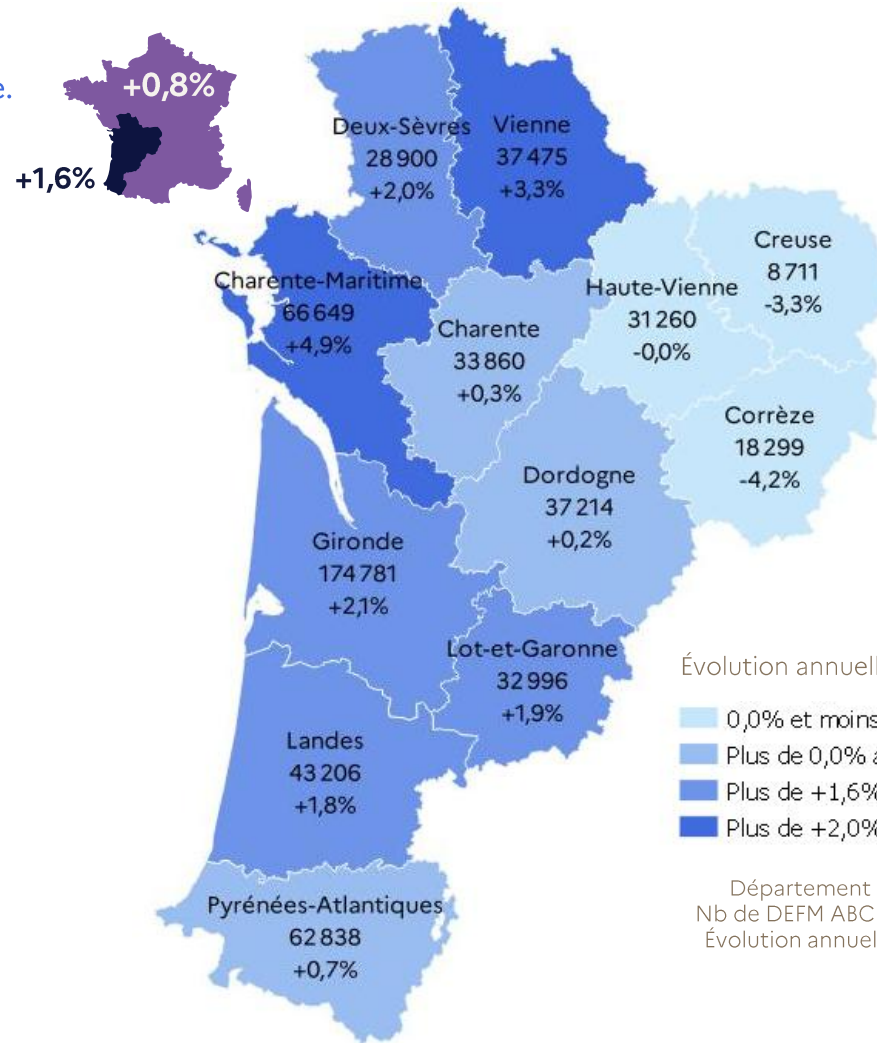 e.
+0,8%
+1,6%
Deux-Sèvres
28 900
+2,0%
Vienne
37 475
+3,3%
Charente-Maritime
66 649
+4,9%
Charente
33 860
+0,3%
Haute-Vienne
31 260
-0,0%
Creuse
8 711
-3,3%
Corrèze
18 299
-4,2%
Dordogne
37 214
+0,2%
Gironde
174 781
+2,1%
Lot-et-Garonne
32 996
+1,9%
Landes
43 206
+1,8%
Pyrénées-Atlantiques
62 838
+0,7%
Évolution annuell
0,0% et moins
Plus de 0,0% à
Plus de +1,6%
Plus de +2,0%
Département
Nb de DEFM ABC
Évolution annuel